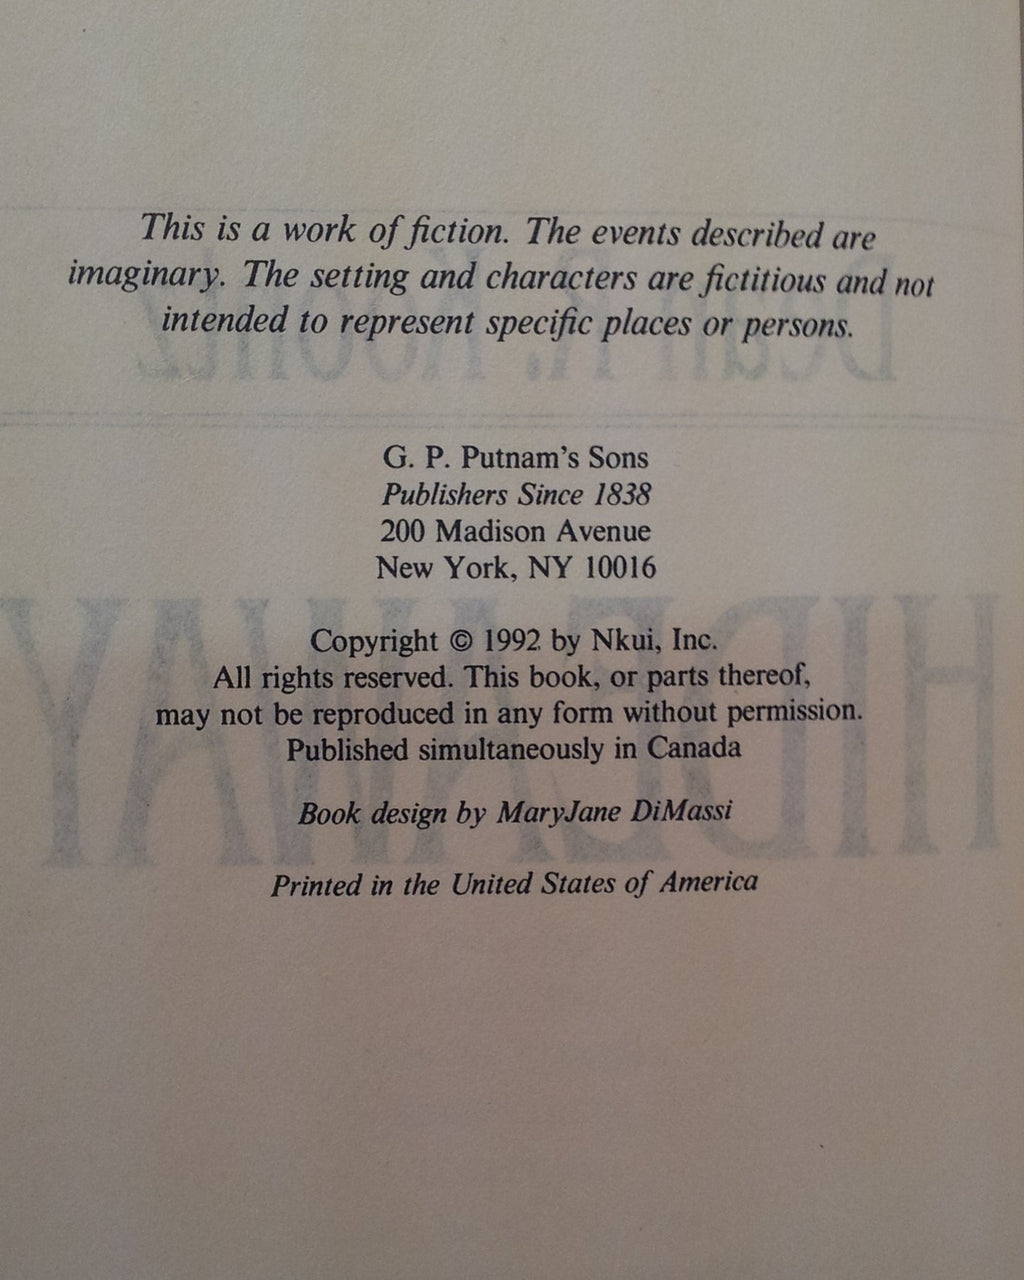 This is a work of fiction. The events described are
imaginary. The setting and characters are fictitious and not
intended to represent specific places or persons.
Dean R. Koontz
G. P. Putnam's Sons
Publishers Since 1838
200 Madison Avenue
New York, NY 10016
HIDEAWAY
Copyright © 1992 by Nkui, Inc.
All rights reserved. This book, or parts thereof,
may not be reproduced in any form without permission.
Published simultaneously in Canada
Book design by MaryJane DiMassi
Printed in the United States of America